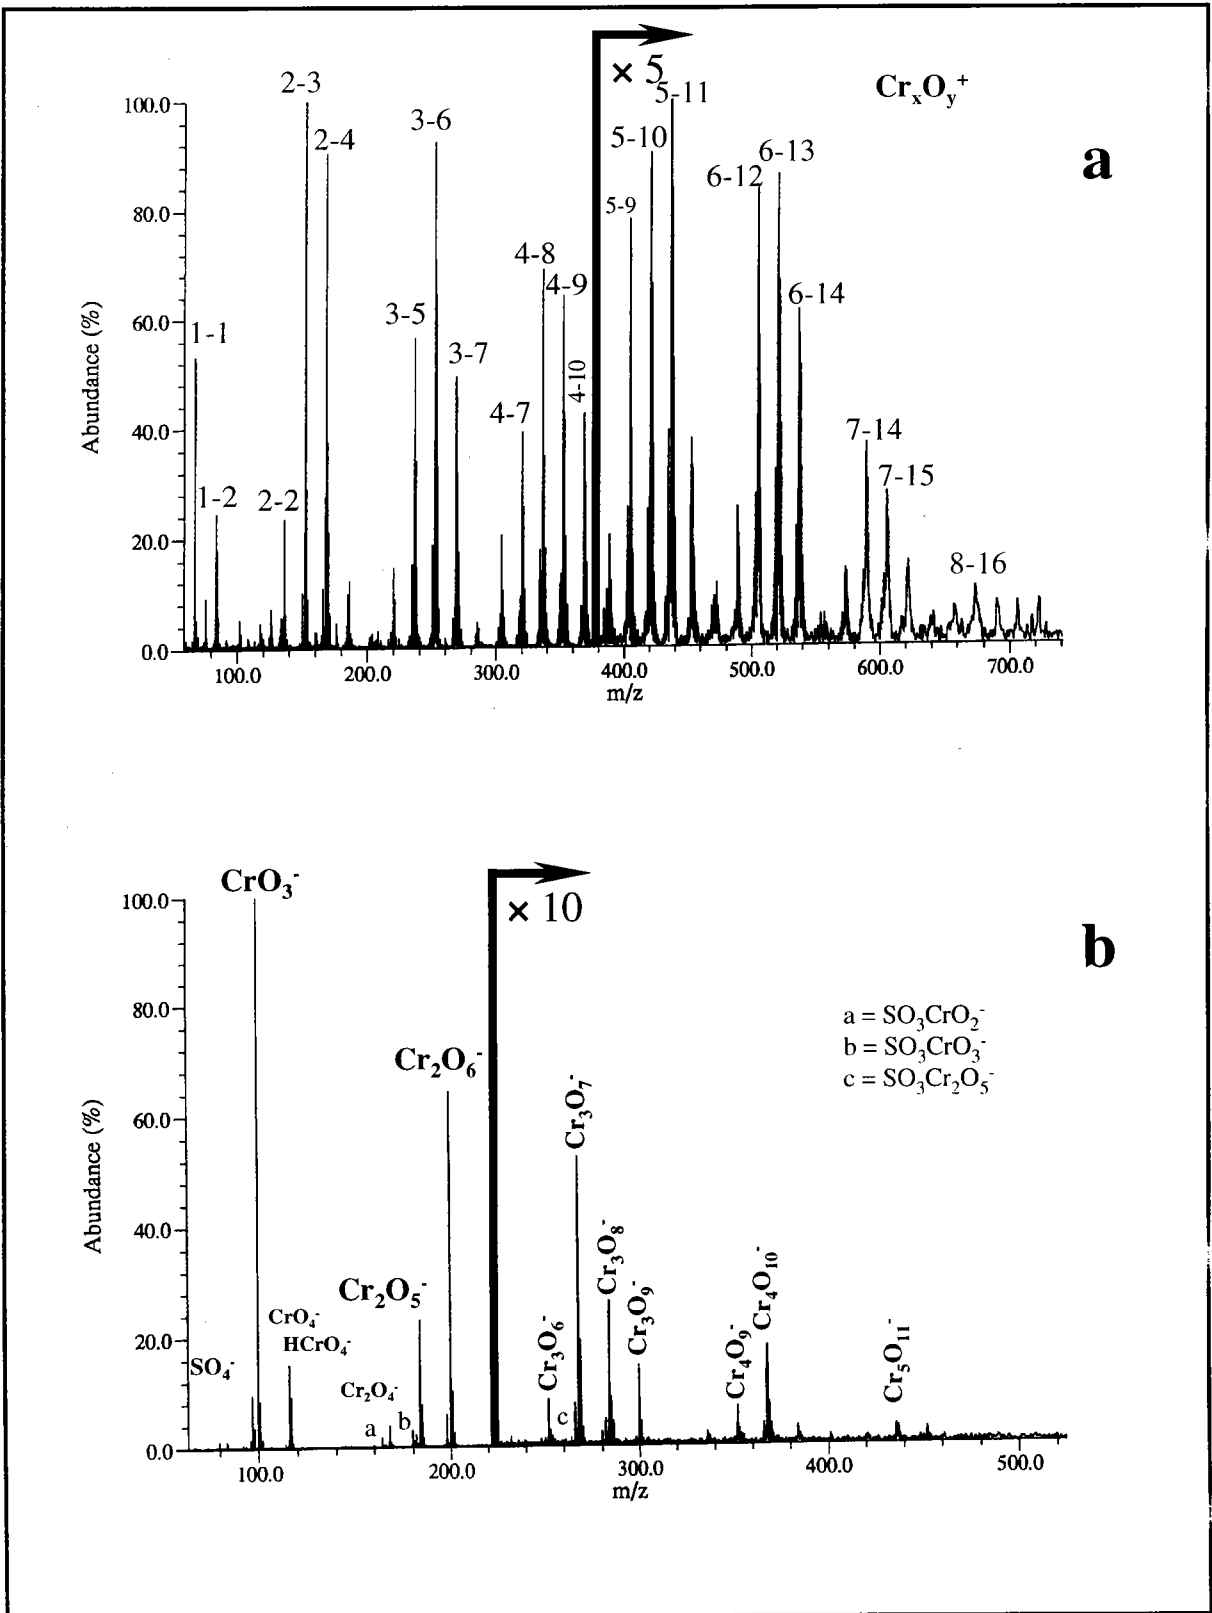 × 5
Cr_xO_y^+
a
2-3
100.0
5-11
3-6
2-4
5-10
6-13
6-12
80.0
5-9
4-8
4-9
6-14
60.0
1-1
3-5
3-7
4-10
Abundance (%)
4-7
40.0
7-14
7-15
1-2
2-2
20.0
8-16
0.0
100.0 200.0 300.0 400.0 500.0 600.0 700.0
m/z
CrO₃⁻
100.0
× 10
b
80.0
a = SO₃CrO₂⁻
b = SO₃CrO₃⁻
c = SO₃Cr₂O₅⁻
Cr₂O₆⁻
Cr₃O₇⁻
60.0
Abundance (%)
40.0
Cr₃O₈⁻
Cr₂O₅⁻
Cr₃O₉⁻
Cr₄O₁₀⁻
CrO₄⁻
HCrO₄⁻
20.0
SO₄⁻
Cr₂O₄⁻
Cr₃O₆⁻
Cr₄O₉⁻
Cr₅O₁₁⁻
a
b
c
0.0
100.0 200.0 300.0 400.0 500.0
m/z